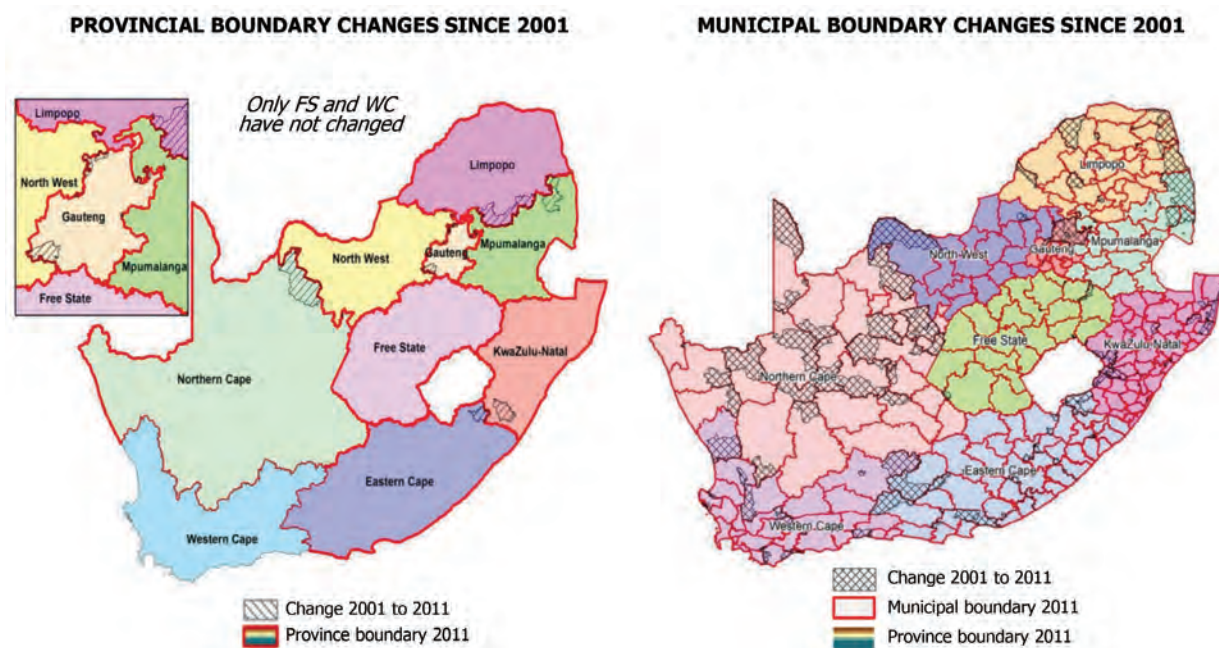 PROVINCIAL BOUNDARY CHANGES SINCE 2001
Only FS and WC
have not changed
Limpopo
North West
Gauteng
Mpumalanga
Free State
Limpopo
North West
Gauteng
Mpumalanga
Free State
KwaZulu-Natal
Northern Cape
Eastern Cape
Western Cape
Change 2001 to 2011
Province boundary 2011
MUNICIPAL BOUNDARY CHANGES SINCE 2001
Limpopo
North West
Gauteng
Mpumalanga
Free State
KwaZulu-Natal
Northern Cape
Eastern Cape
Western Cape
Change 2001 to 2011
Municipal boundary 2011
Province boundary 2011